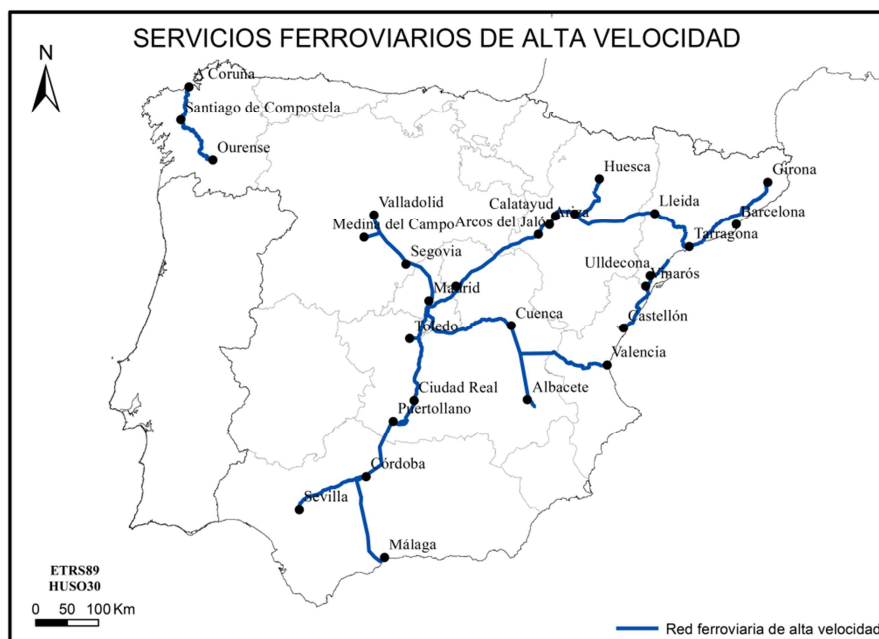 SERVICIOS FERROVIARIOS DE ALTA VELOCIDAD
N
A Coruña
Santiago de Compostela
Ourense
Huesca
Girona
Valladolid
Calatayud
Ariza
Lleida
Barcelona
Medina del Campo
Arcos del Jalón
Tarragona
Segovia
Ulldecona
Vinarós
Madrid
Cuenca
Castellón
Toledo
Valencia
Ciudad Real
Albacete
Puertollano
Córdoba
Sevilla
Málaga
ETRS89
HUSO30
0 50 100 Km
Red ferroviaria de alta velocidad